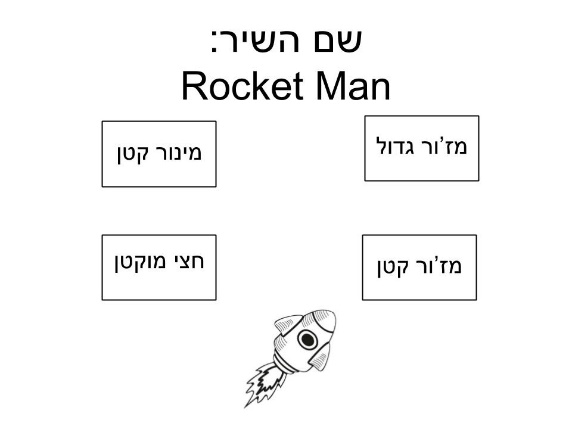 שם השיר:
Rocket Man
מז'ור גדול
מינור קטן
מז'ור קטן
חצי מוקטן